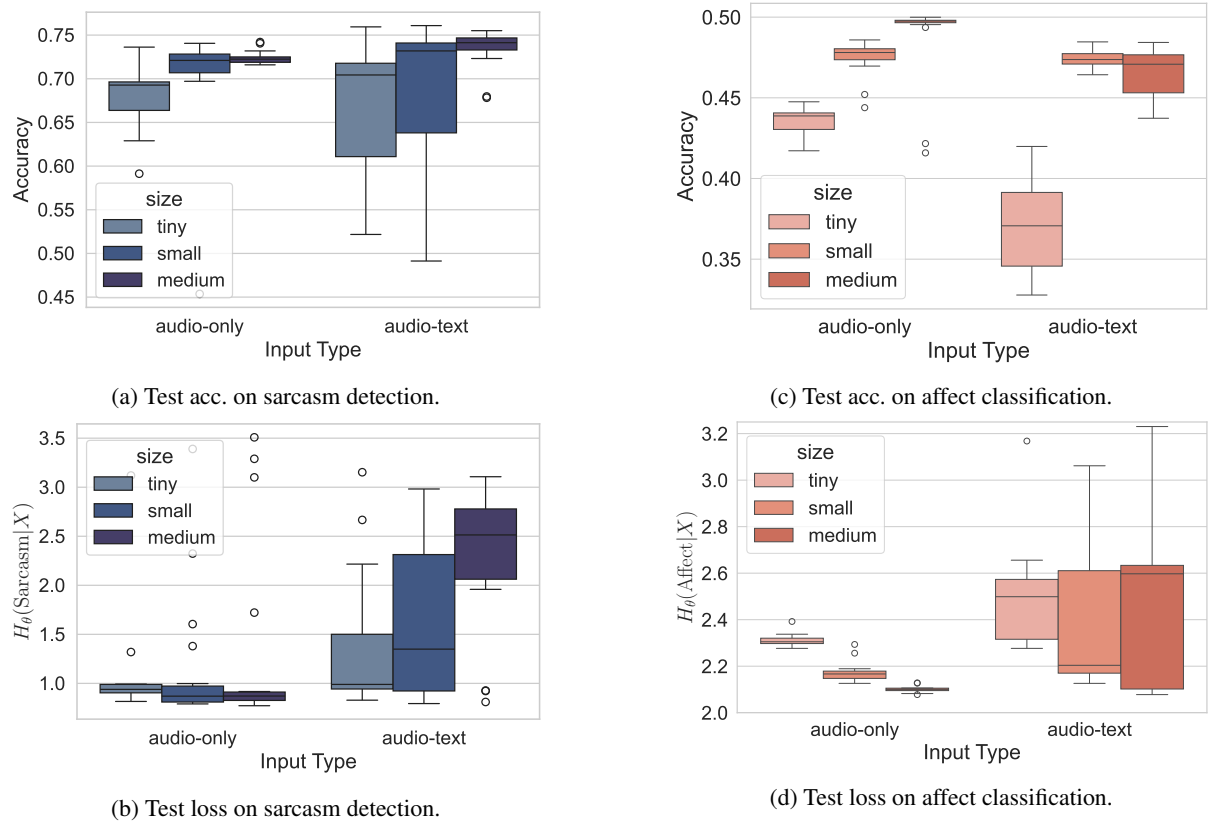 0.75
0.70
0.65
0.60
0.55
0.50
0.45
Accuracy
size
tiny
small
medium
audio-only
audio-text
Input Type
(a) Test acc. on sarcasm detection.
0.50
0.45
0.40
0.35
Accuracy
size
tiny
small
medium
audio-only
audio-text
Input Type
(c) Test acc. on affect classification.
3.5
3.0
2.5
2.0
1.5
1.0
H_θ(Sarcasm|X)
size
tiny
small
medium
audio-only
audio-text
Input Type
(b) Test loss on sarcasm detection.
3.2
3.0
2.8
2.6
2.4
2.2
2.0
H_θ(Affect|X)
size
tiny
small
medium
audio-only
audio-text
Input Type
(d) Test loss on affect classification.